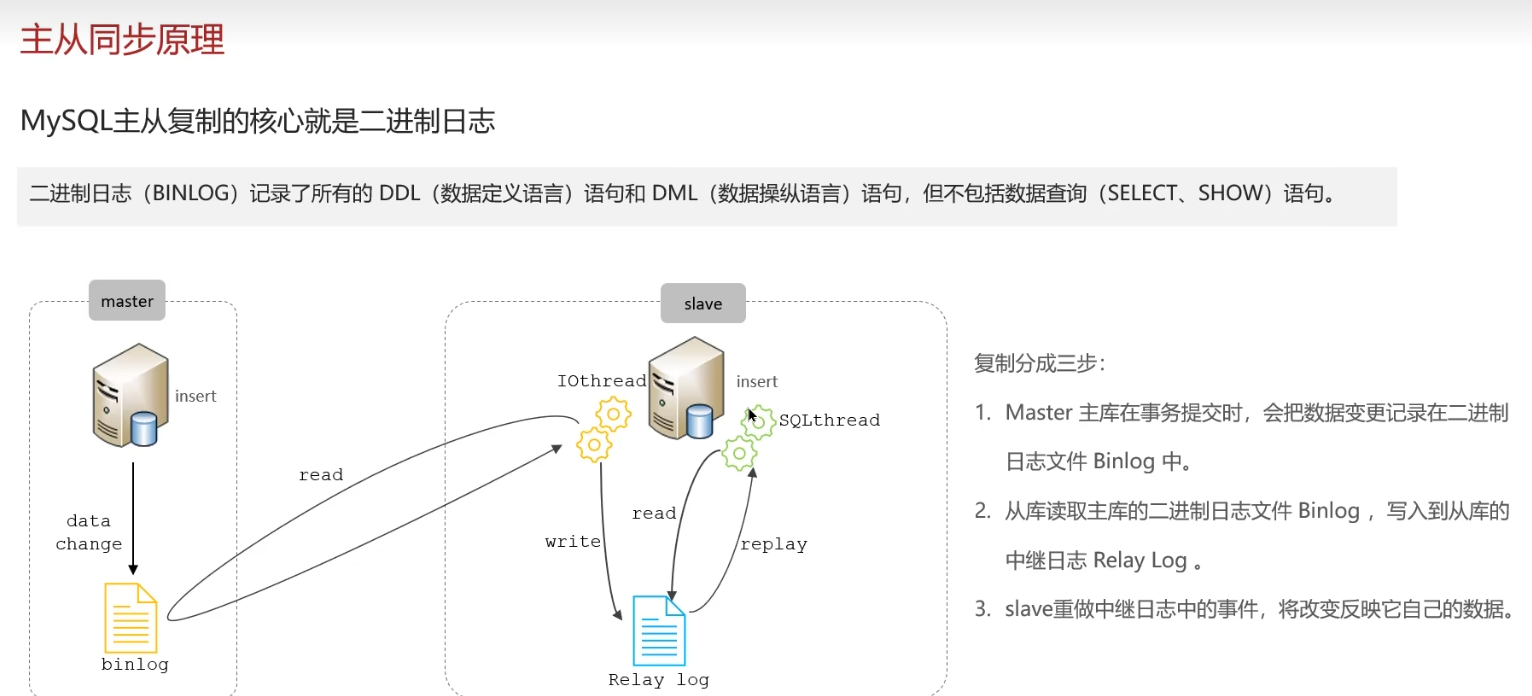 主从同步原理
MySQL主从复制的核心就是二进制日志
二进制日志（BINLOG）记录了所有的 DDL（数据定义语言）语句和 DML（数据操纵语言）语句，但不包括数据查询（SELECT、SHOW）语句。
master
insert
data
change
binlog
read
slave
IOthread
insert
SQLthread
read
write
replay
Relay log
复制分成三步：
1. Master 主库在事务提交时，会把数据变更记录在二进制
日志文件 Binlog 中。
2. 从库读取主库的二进制日志文件 Binlog ，写入到从库的
中继日志 Relay Log 。
3. slave重做中继日志中的事件，将改变反映它自己的数据。